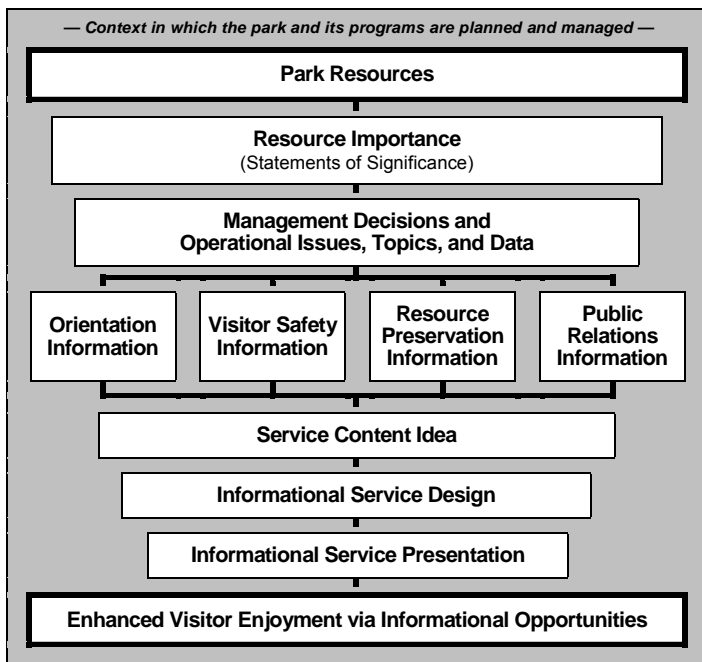 — Context in which the park and its programs are planned and managed —
Park Resources
Resource Importance
(Statements of Significance)
Management Decisions and
Operational Issues, Topics, and Data
Orientation
Information
Visitor Safety
Information
Resource
Preservation
Information
Public
Relations
Information
Service Content Idea
Informational Service Design
Informational Service Presentation
Enhanced Visitor Enjoyment via Informational Opportunities